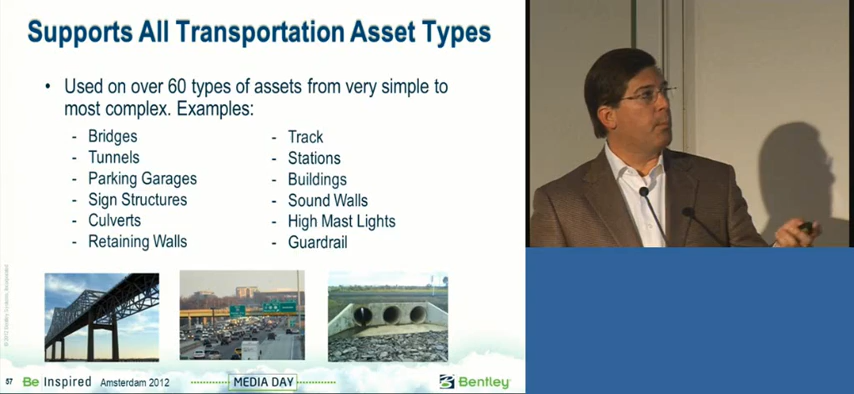 Supports All Transportation Asset Types
• Used on over 60 types of assets from very simple to
most complex. Examples:
- Bridges
- Tunnels
- Parking Garages
- Sign Structures
- Culverts
- Retaining Walls
- Track
- Stations
- Buildings
- Sound Walls
- High Mast Lights
- Guardrail
57 Be Inspired Amsterdam 2012
MEDIA DAY
Bentley